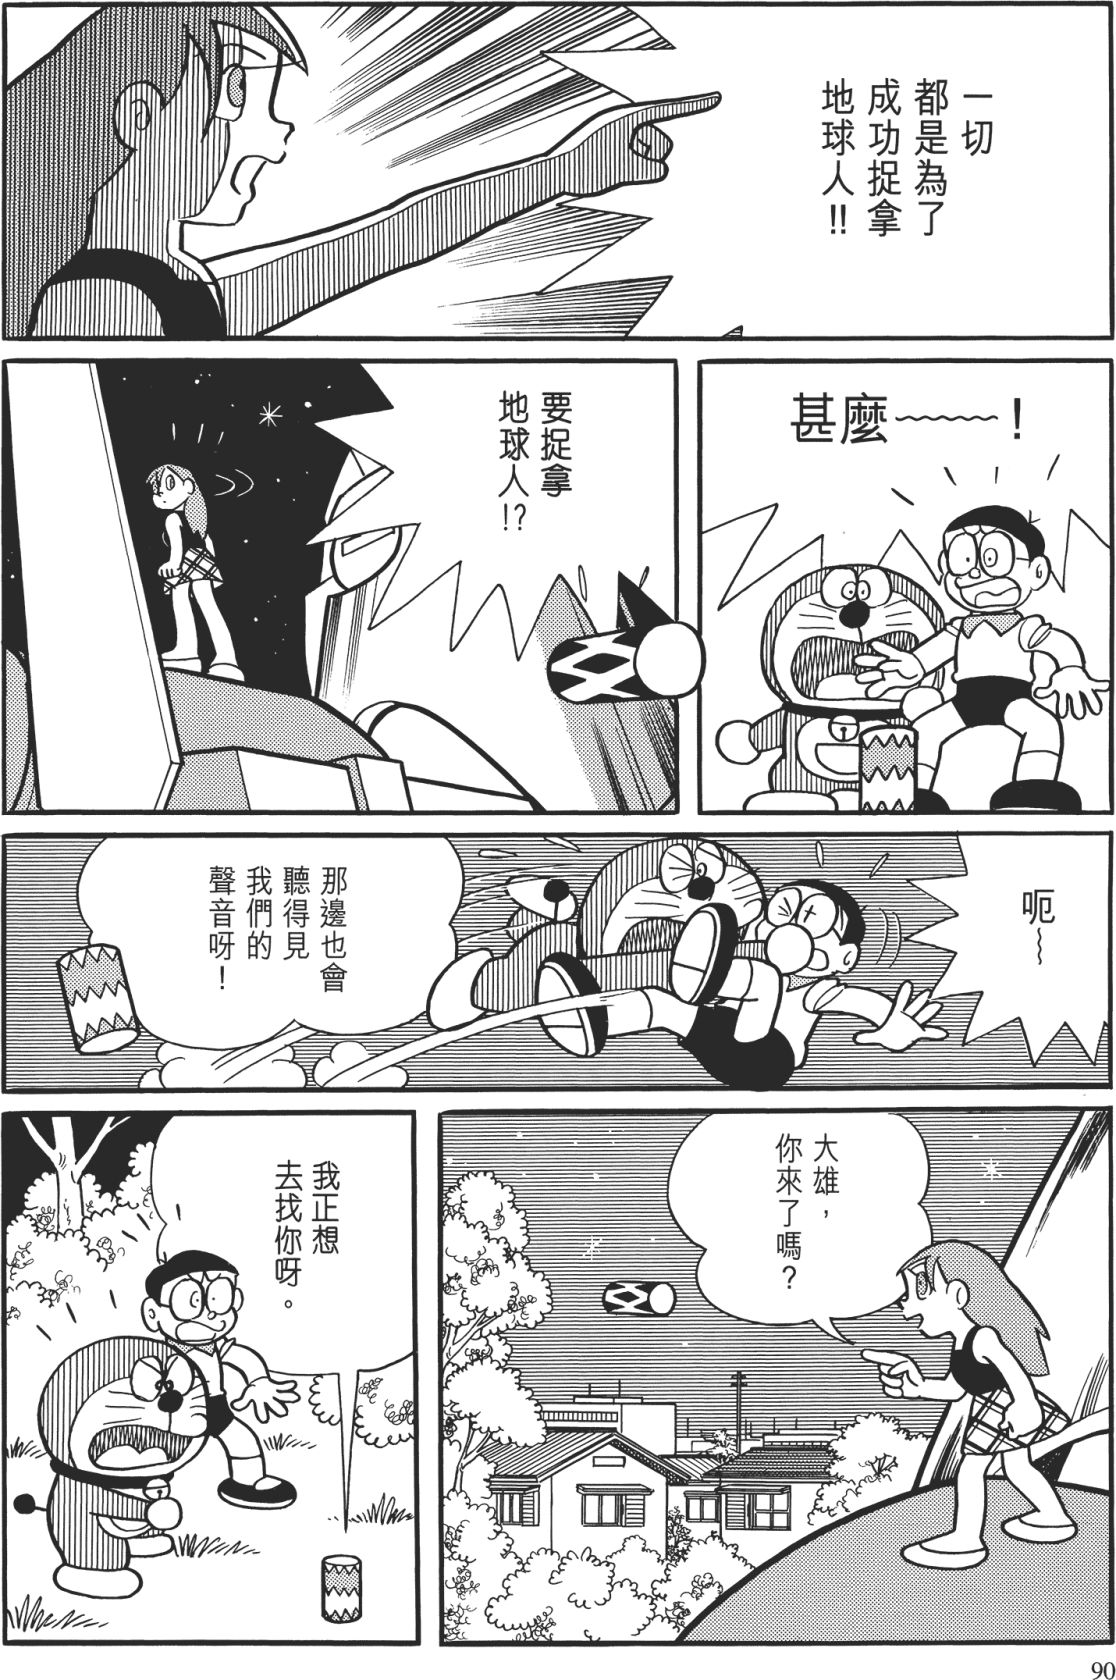 一切
都是為了
成功捉拿
地球人!!
甚麼~~~!
要捉拿
地球人!?
呃~
那邊也會
聽得見
我們的
聲音呀!
大雄，
你來了嗎?
我正想
去找你呀。
90